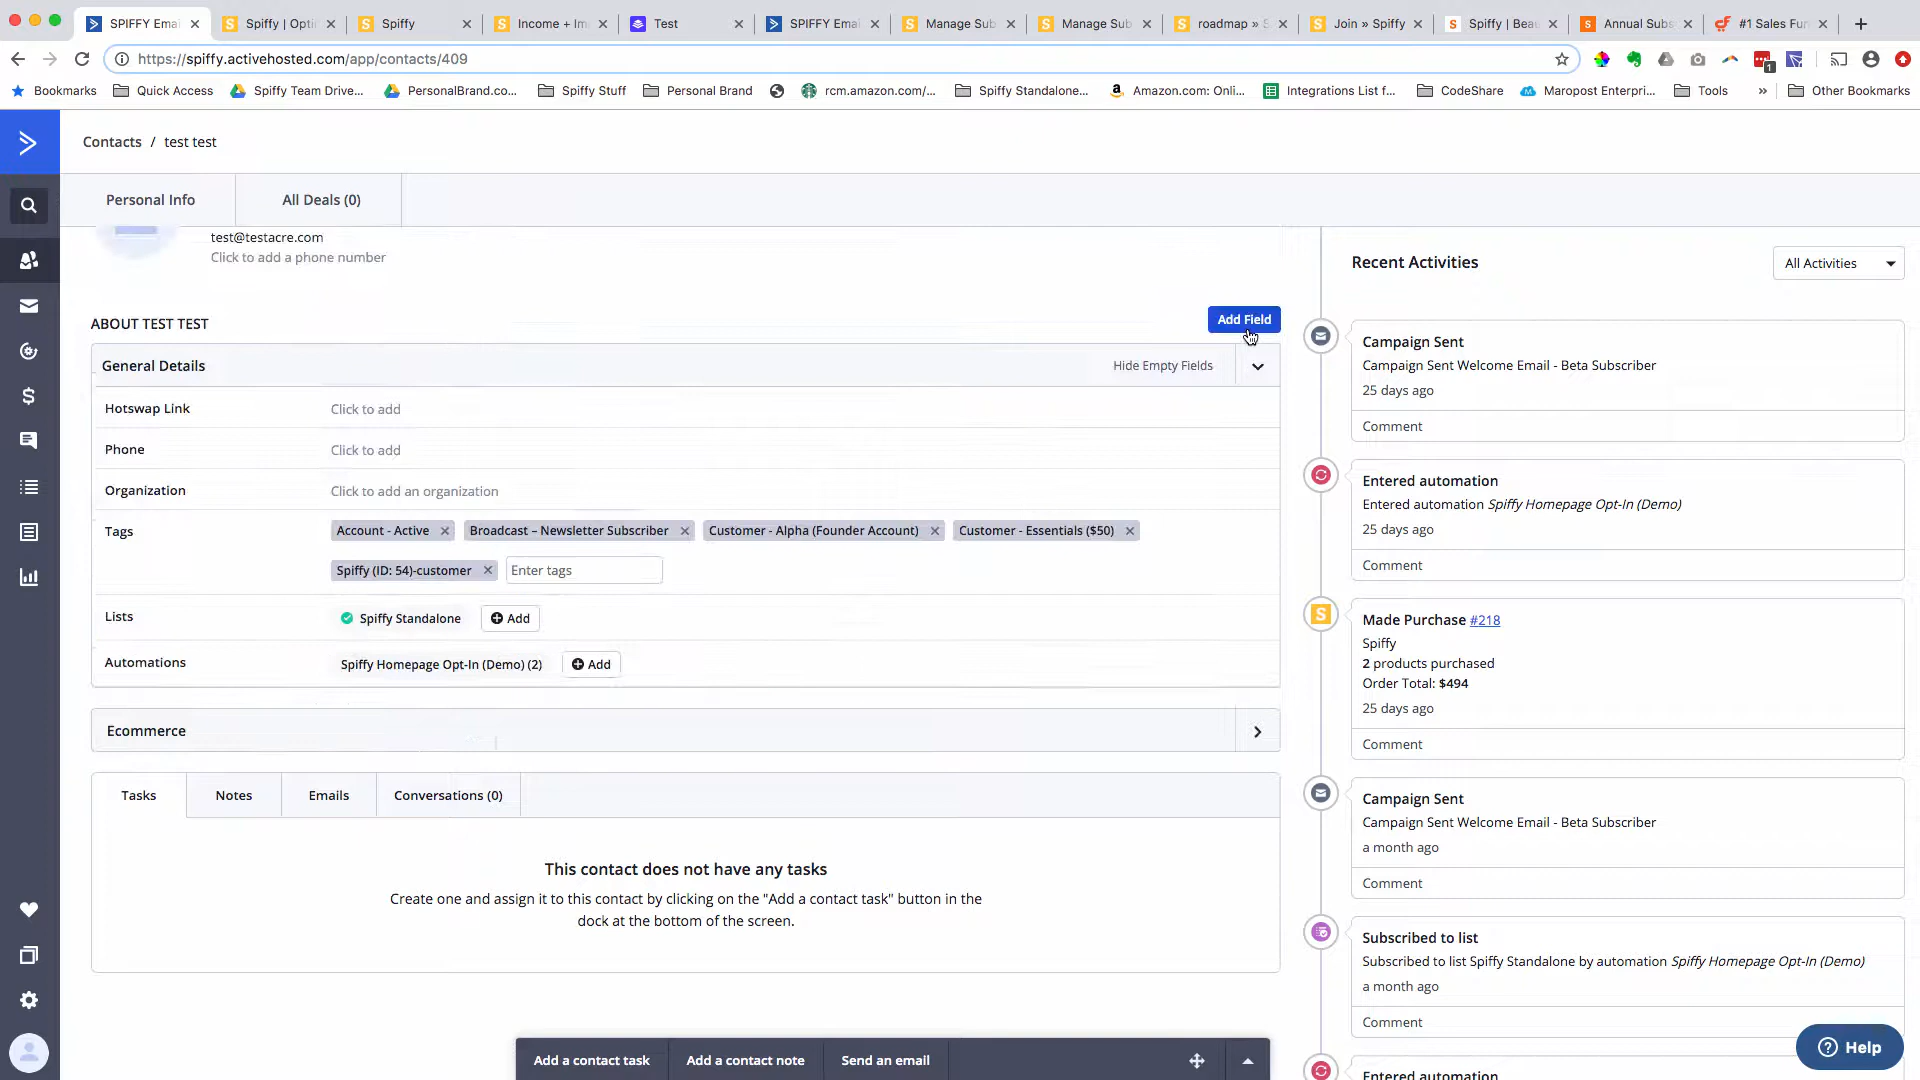 SPIFFY Emai
Spiffy | Opti
Spiffy
Income + Im
Test
SPIFFY Emai
Manage Sub
Manage Sub
roadmap » S
Join » Spiffy
Spiffy | Beau
Annual Subs
#1 Sales Fun
https://spiffy.activehosted.com/app/contacts/409
1
Bookmarks
Quick Access
Spiffy Team Drive...
PersonalBrand.co...
Spiffy Stuff
Personal Brand
rcm.amazon.com/...
Spiffy Standalone...
Amazon.com: Onli...
Integrations List f...
CodeShare
Maropost Enterpri...
Tools
»
Other Bookmarks
Contacts / test test
Personal Info
All Deals (0)
test@testacre.com
Click to add a phone number
ABOUT TEST TEST
Add Field
General Details
Hide Empty Fields
Hotswap Link
Click to add
Phone
Click to add
Organization
Click to add an organization
Tags
Account - Active ×
Broadcast – Newsletter Subscriber ×
Customer - Alpha (Founder Account) ×
Customer - Essentials ($50) ×
Spiffy (ID: 54)-customer ×
Enter tags
Lists
Spiffy Standalone
Add
Automations
Spiffy Homepage Opt-In (Demo) (2)
Add
Ecommerce
Tasks
Notes
Emails
Conversations (0)
This contact does not have any tasks
Create one and assign it to this contact by clicking on the "Add a contact task" button in the
dock at the bottom of the screen.
Recent Activities
All Activities
Campaign Sent
Campaign Sent Welcome Email - Beta Subscriber
25 days ago
Comment
Entered automation
Entered automation Spiffy Homepage Opt-In (Demo)
25 days ago
Comment
S
Made Purchase #218
Spiffy
2 products purchased
Order Total: $494
25 days ago
Comment
Campaign Sent
Campaign Sent Welcome Email - Beta Subscriber
a month ago
Comment
Subscribed to list
Subscribed to list Spiffy Standalone by automation Spiffy Homepage Opt-In (Demo)
a month ago
Comment
Entered automation
Add a contact task
Add a contact note
Send an email
Help